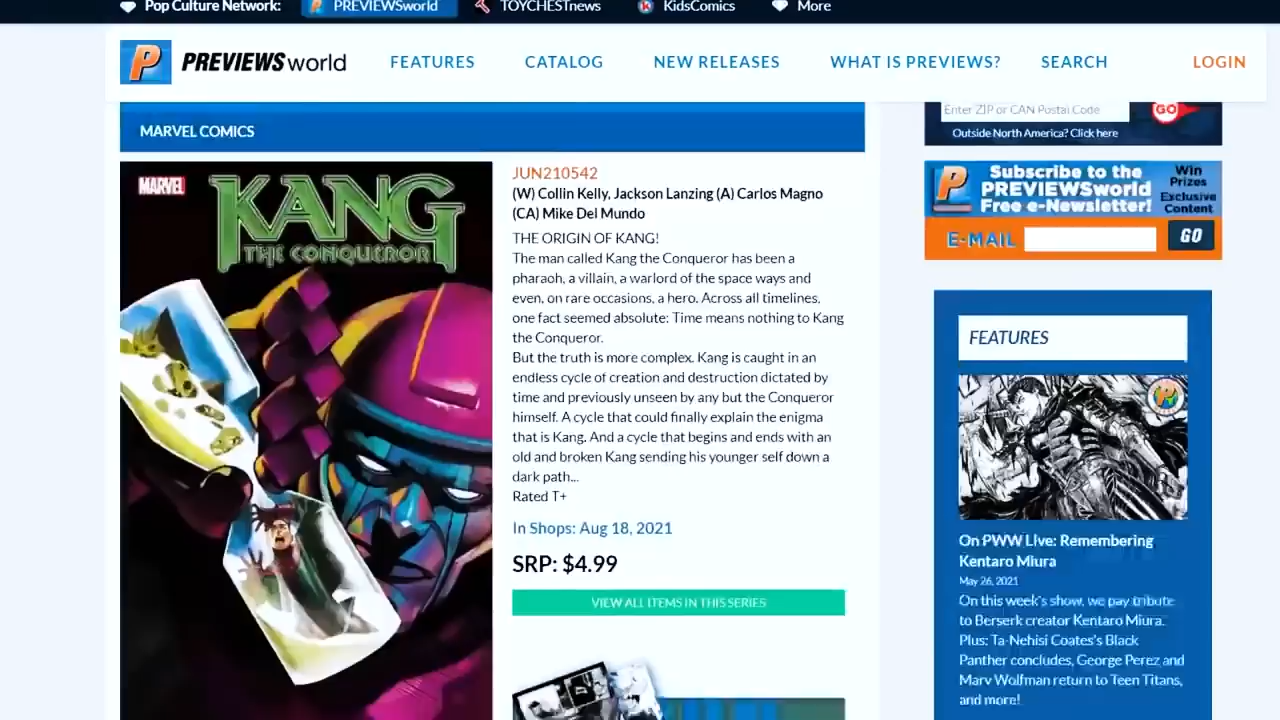 Pop Culture Network:
PREVIEWSworld
TOYCHESTnews
KidsComics
More
PREVIEWSworld
FEATURES
CATALOG
NEW RELEASES
WHAT IS PREVIEWS?
SEARCH
LOGIN
MARVEL COMICS
MARVEL
KANG
THE CONQUEROR
JUN210542
(W) Collin Kelly, Jackson Lanzing (A) Carlos Magno
(CA) Mike Del Mundo
THE ORIGIN OF KANG!
The man called Kang the Conqueror has been a
pharaoh, a villain, a warlord of the space ways and
even, on rare occasions, a hero. Across all timelines,
one fact seemed absolute: Time means nothing to Kang
the Conqueror.
But the truth is more complex. Kang is caught in an
endless cycle of creation and destruction dictated by
time and previously unseen by any but the Conqueror
himself. A cycle that could finally explain the enigma
that is Kang. And a cycle that begins and ends with an
old and broken Kang sending his younger self down a
dark path...
Rated T+
In Shops: Aug 18, 2021
SRP: $4.99
VIEW ALL ITEMS IN THIS SERIES
Enter ZIP or CAN Postal Code
GO
Outside North America? Click here
Subscribe to the
PREVIEWSworld
Free e-Newsletter!
Win
Prizes
Exclusive
Content
E-MAIL
GO
FEATURES
On PWW Live: Remembering
Kentaro Miura
May 26, 2021
On this week's show, we pay tribute
to Berserk creator Kentaro Miura.
Plus: Ta-Nehisi Coates's Black
Panther concludes, George Perez and
Marv Wolfman return to Teen Titans,
and more!